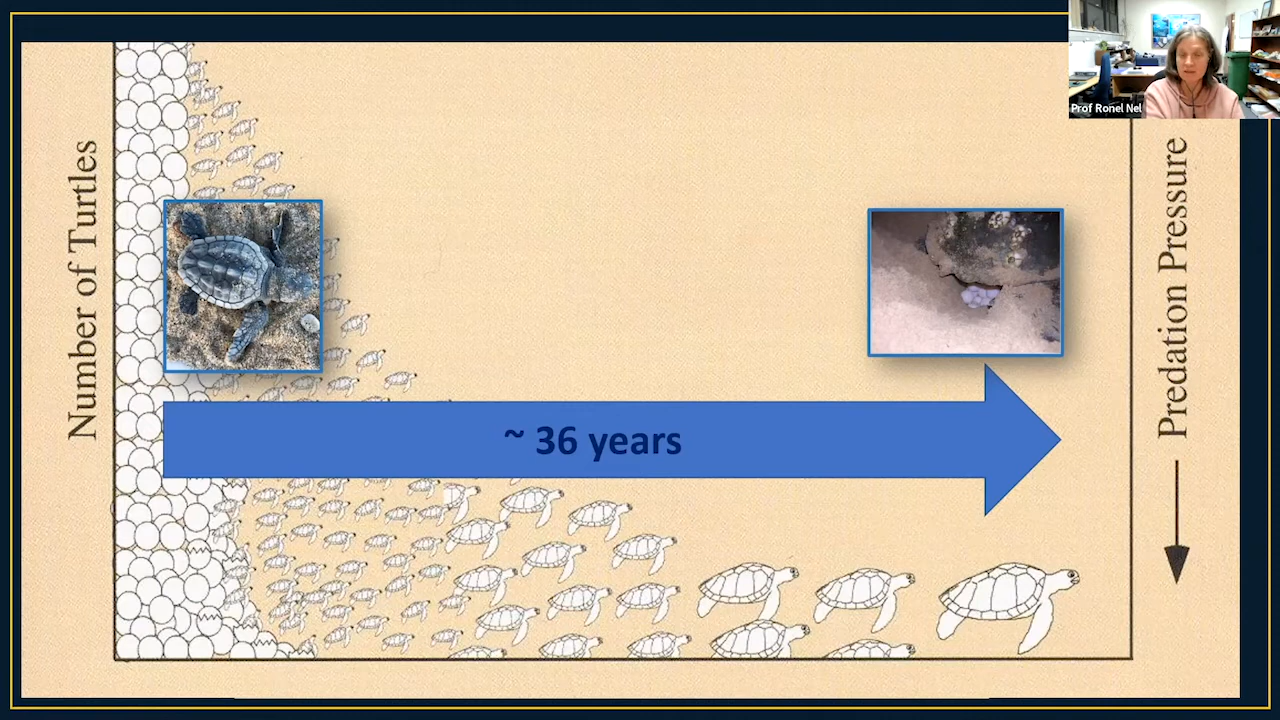 Prof Ronel Nel
Number of Turtles
~ 36 years
Predation Pressure